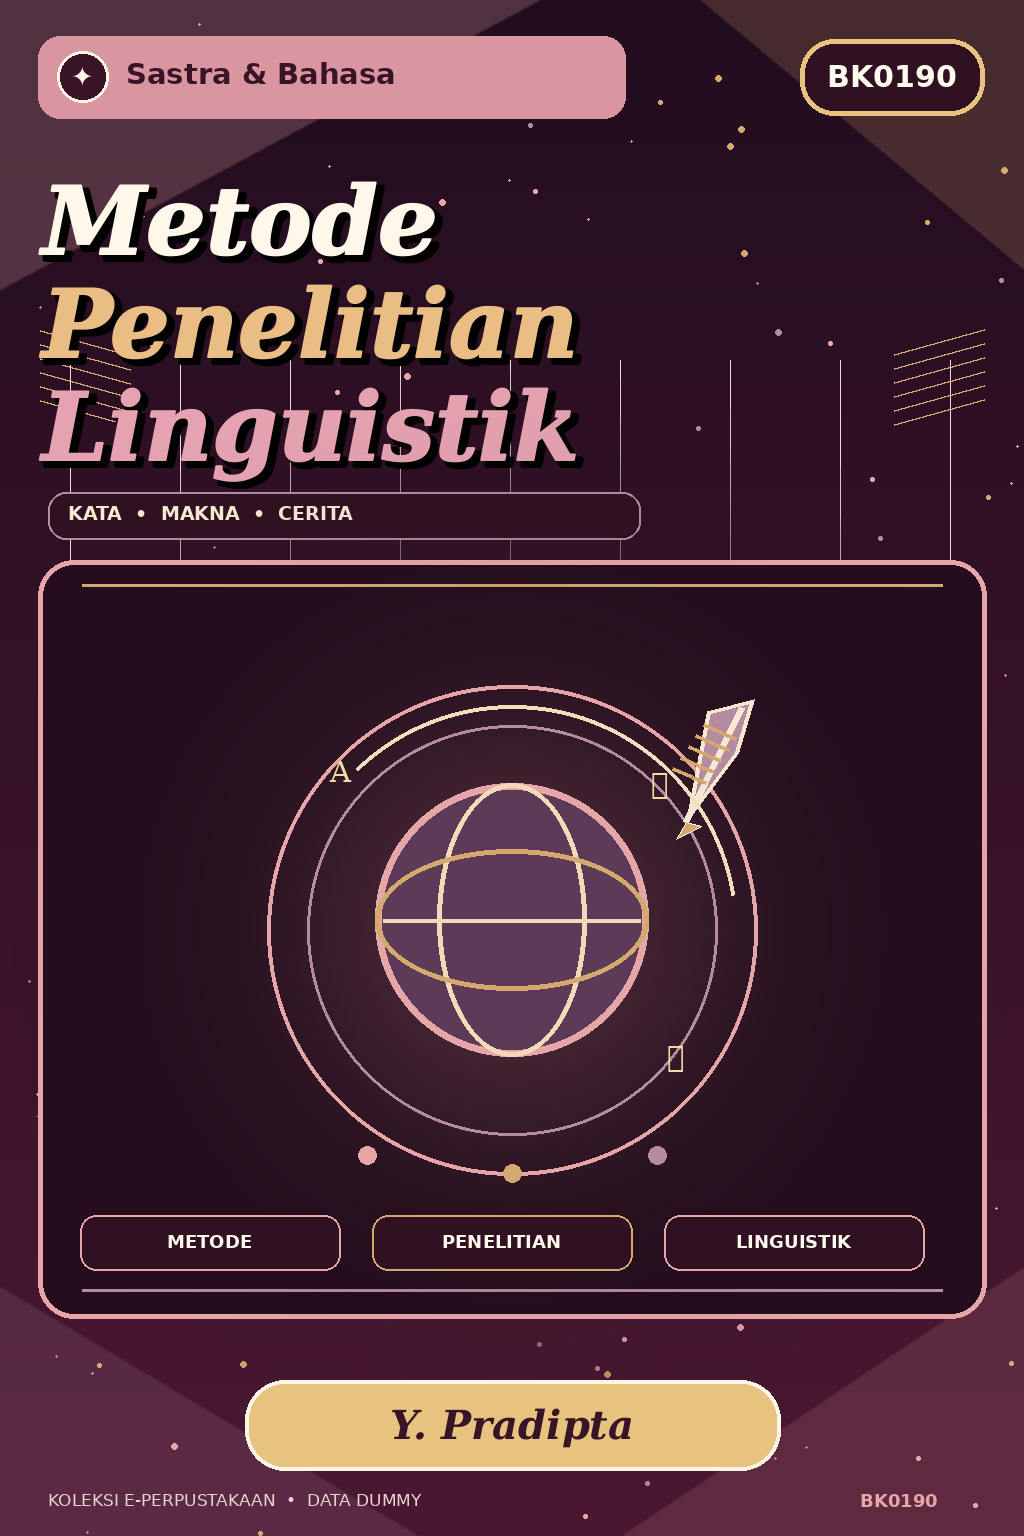 ✦ Sastra & Bahasa
BK0190
Metode
Penelitian
Linguistik
KATA • MAKNA • CERITA
A
METODE
PENELITIAN
LINGUISTIK
Y. Pradipta
KOLEKSI E-PERPUSTAKAAN • DATA DUMMY
BK0190